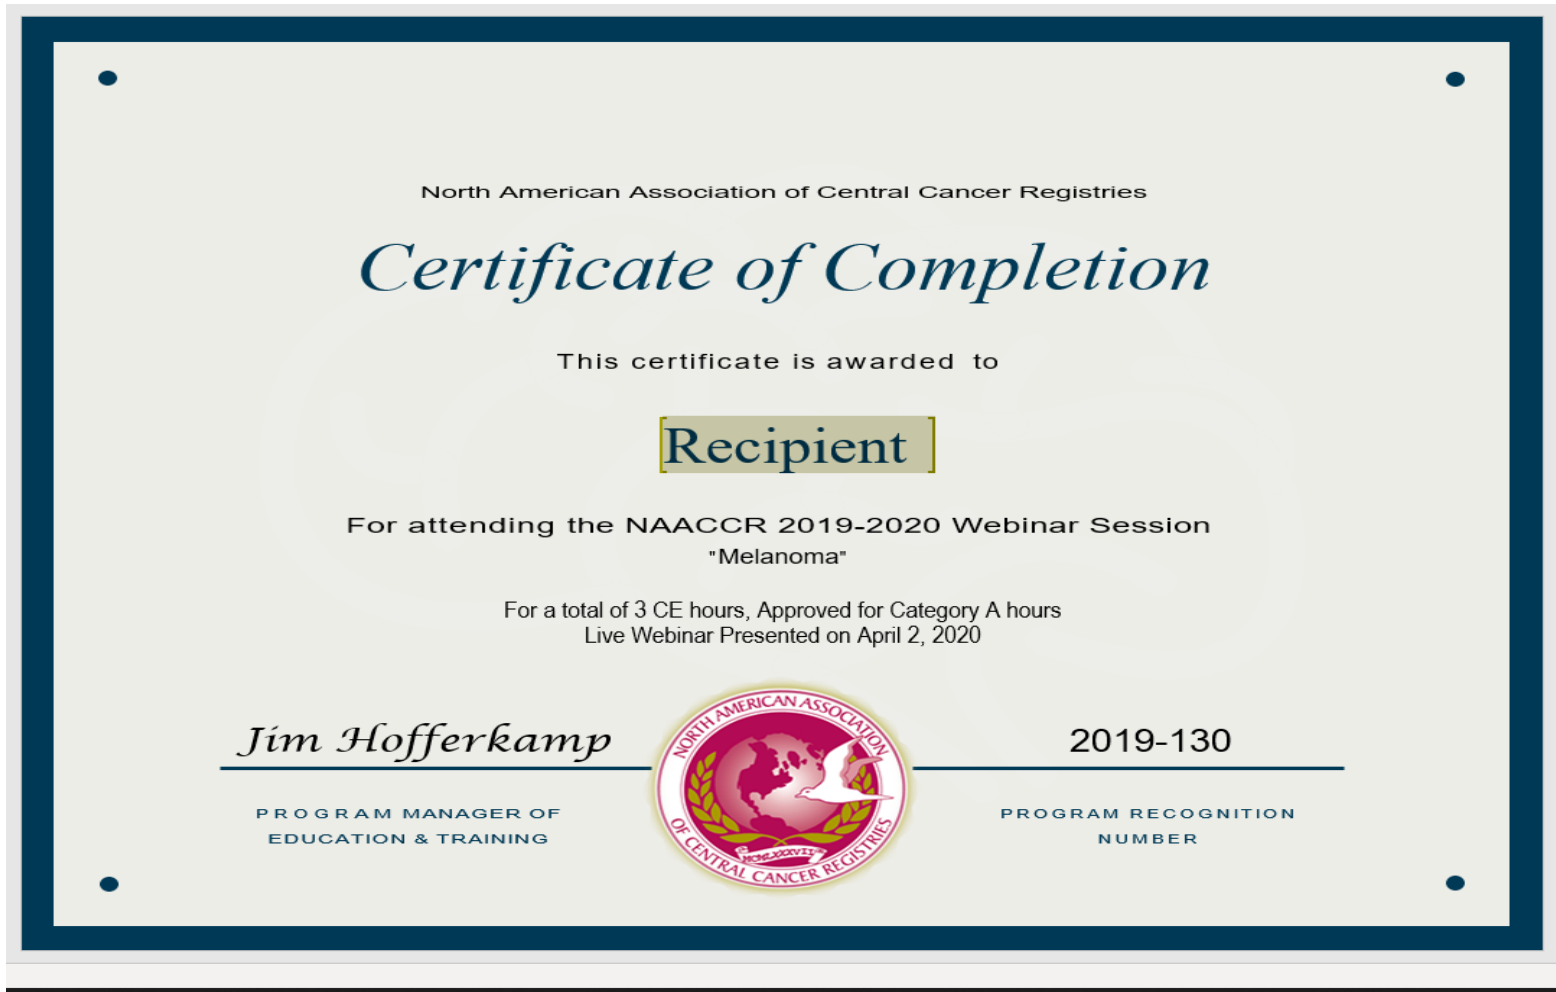 North American Association of Central Cancer Registries
Certificate of Completion
This certificate is awarded to
[Recipient ]
For attending the NAACCR 2019-2020 Webinar Session
"Melanoma"
For a total of 3 CE hours, Approved for Category A hours
Live Webinar Presented on April 2, 2020
Jim Hofferkamp
PROGRAM MANAGER OF
EDUCATION & TRAINING
NORTH AMERICAN ASSOCIATION
OF CENTRAL CANCER REGISTRIES
MCMLXXXVII
2019-130
PROGRAM RECOGNITION
NUMBER